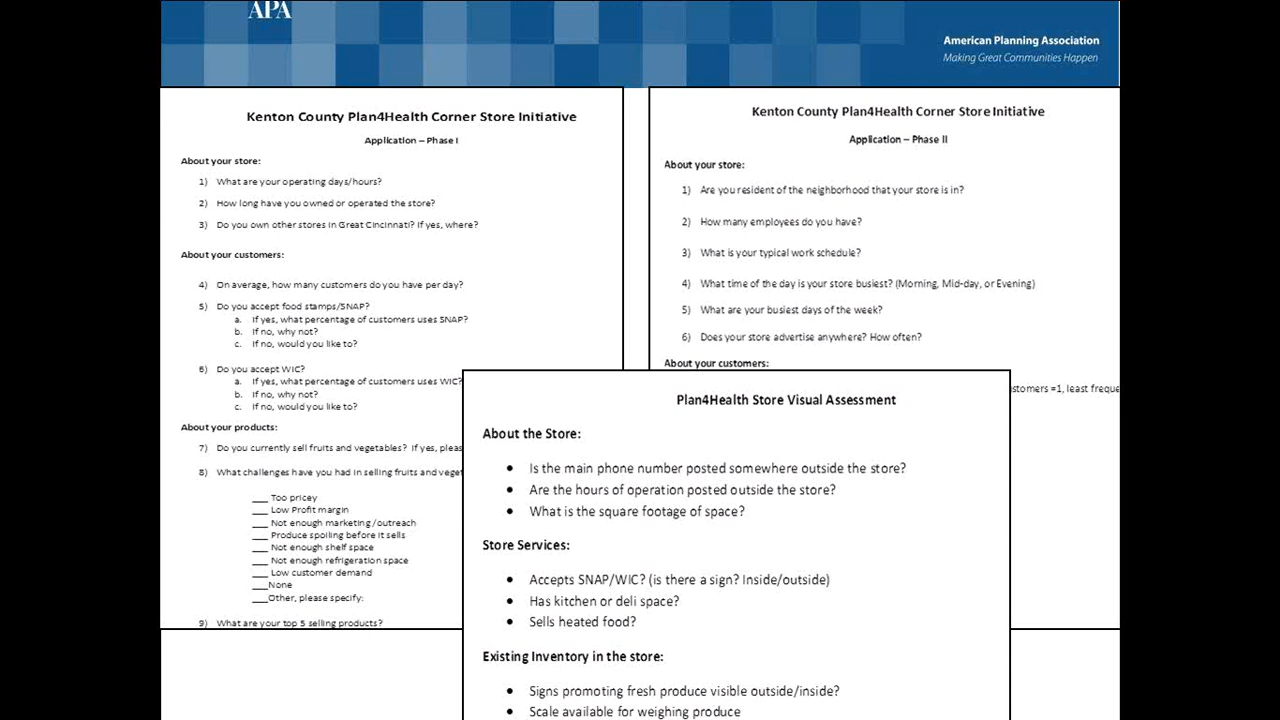 APA
American Planning Association
Making Great Communities Happen
Kenton County Plan4Health Corner Store Initiative
Application – Phase I
About your store:
1) What are your operating days/hours?
2) How long have you owned or operated the store?
3) Do you own other stores in Great Cincinnati? If yes, where?
About your customers:
4) On average, how many customers do you have per day?
5) Do you accept food stamps/SNAP?
a. If yes, what percentage of customers uses SNAP?
b. If no, why not?
c. If no, would you like to?
6) Do you accept WIC?
a. If yes, what percentage of customers uses WIC?
b. If no, why not?
c. If no, would you like to?
About your products:
7) Do you currently sell fruits and vegetables? If yes,
8) What challenges have you had in selling fruits and
___ Too pricey
___ Low Profit margin
___ Not enough marketing/outreach
___ Produce spoiling before it sells
___ Not enough shelf space
___ Not enough refrigeration space
___ Low customer demand
___None
___Other, please specify:
9) What are your top 5 selling products?
Kenton County Plan4Health Corner Store Initiative
Application – Phase II
About your store:
1) Are you resident of the neighborhood that your store is in?
2) How many employees do you have?
3) What is your typical work schedule?
4) What time of the day is your store busiest? (Morning, Mid-day, or Evening)
5) What are your busiest days of the week?
6) Does your store advertise anywhere? How often?
About your customers:
=1, least
Plan4Health Store Visual Assessment
About the Store:
• Is the main phone number posted somewhere outside the store?
• Are the hours of operation posted outside the store?
• What is the square footage of space?
Store Services:
• Accepts SNAP/WIC? (is there a sign? Inside/outside)
• Has kitchen or deli space?
• Sells heated food?
Existing Inventory in the store:
• Signs promoting fresh produce visible outside/inside?
• Scale available for weighing produce